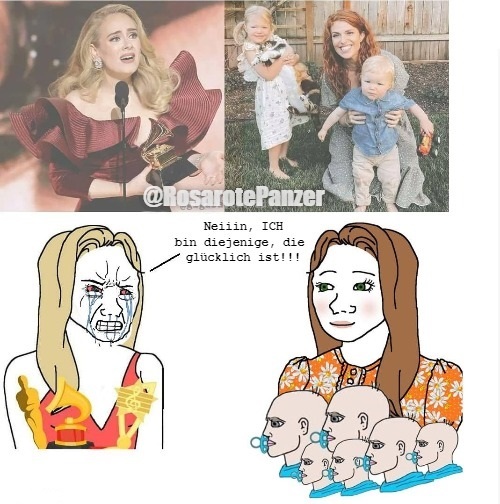 @RosarotePanzer
Neiiin, ICH
bin diejenige, die
glücklich ist!!!